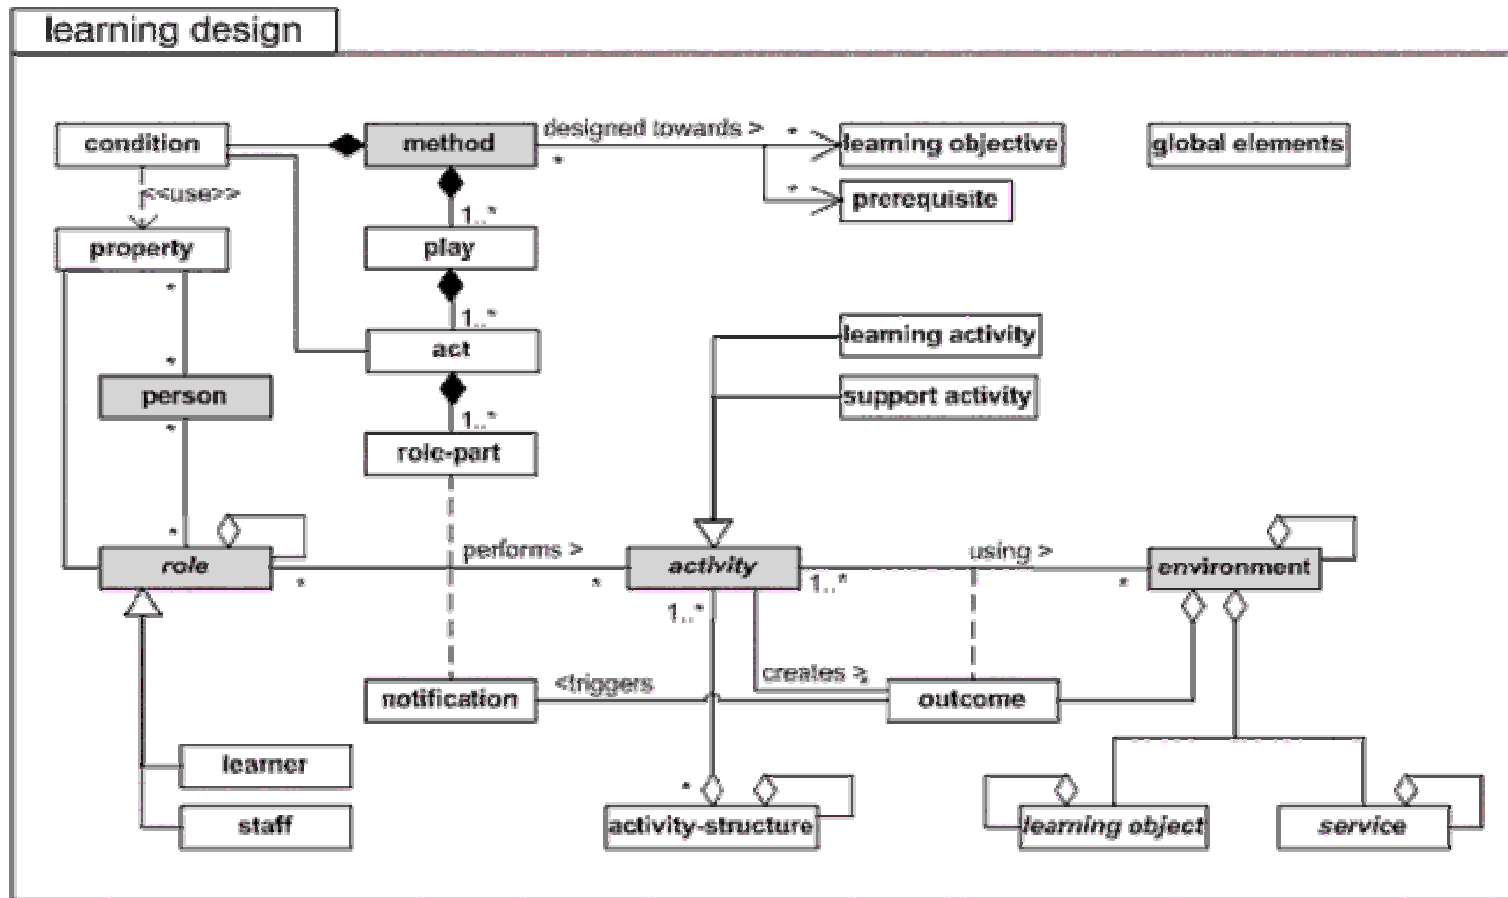 learning design
condition
method
designed towards >
*
learning objective
global elements
*
<<use>>
*
prerequisite
1..*
property
play
*
1..*
learning activity
act
*
support activity
person
1..*
*
role-part
*
performs >
using >
role
activity
environment
*
*
1..*
*
1..*
creates >
<triggers
notification
outcome
learner
*
staff
activity-structure
learning object
service